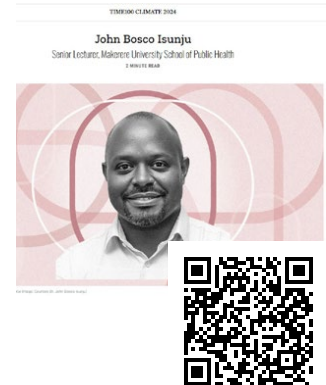 TIME100 CLIMATE 2024
John Bosco Isunju
Senior Lecturer, Makerere University School of Public Health
2 MINUTE READ